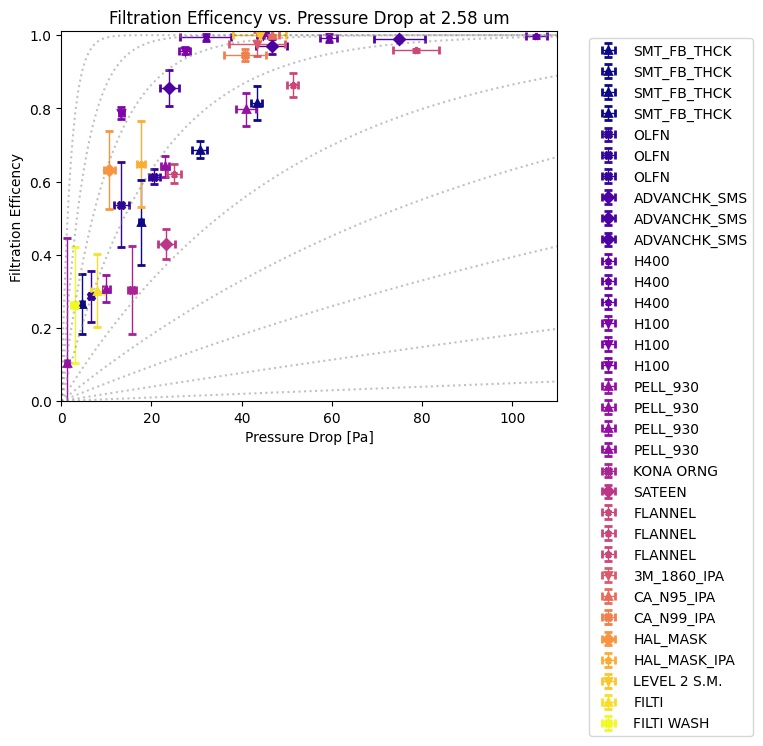 Filtration Efficency vs. Pressure Drop at 2.58 um
1.0
0.8
0.6
0.4
0.2
0.0
Filtration Efficency
0
20
40
60
80
100
Pressure Drop [Pa]
SMT_FB_THCK
SMT_FB_THCK
SMT_FB_THCK
SMT_FB_THCK
OLFN
OLFN
OLFN
ADVANCHK_SMS
ADVANCHK_SMS
ADVANCHK_SMS
H400
H400
H400
H100
H100
H100
PELL_930
PELL_930
PELL_930
PELL_930
KONA ORNG
SATEEN
FLANNEL
FLANNEL
FLANNEL
3M_1860_IPA
CA_N95_IPA
CA_N99_IPA
HAL_MASK
HAL_MASK_IPA
LEVEL 2 S.M.
FILTI
FILTI WASH